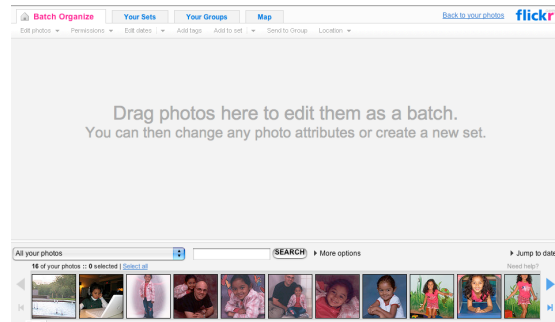 Batch Organize Your Sets Your Groups Map Back to your photos flickr
Edit photos Permissions Edit dates Add tags Add to set Send to Group Location
Drag photos here to edit them as a batch.
You can then change any photo attributes or create a new set.
All your photos SEARCH More options Jump to date
16 of your photos :: 0 selected | Select all Need help?